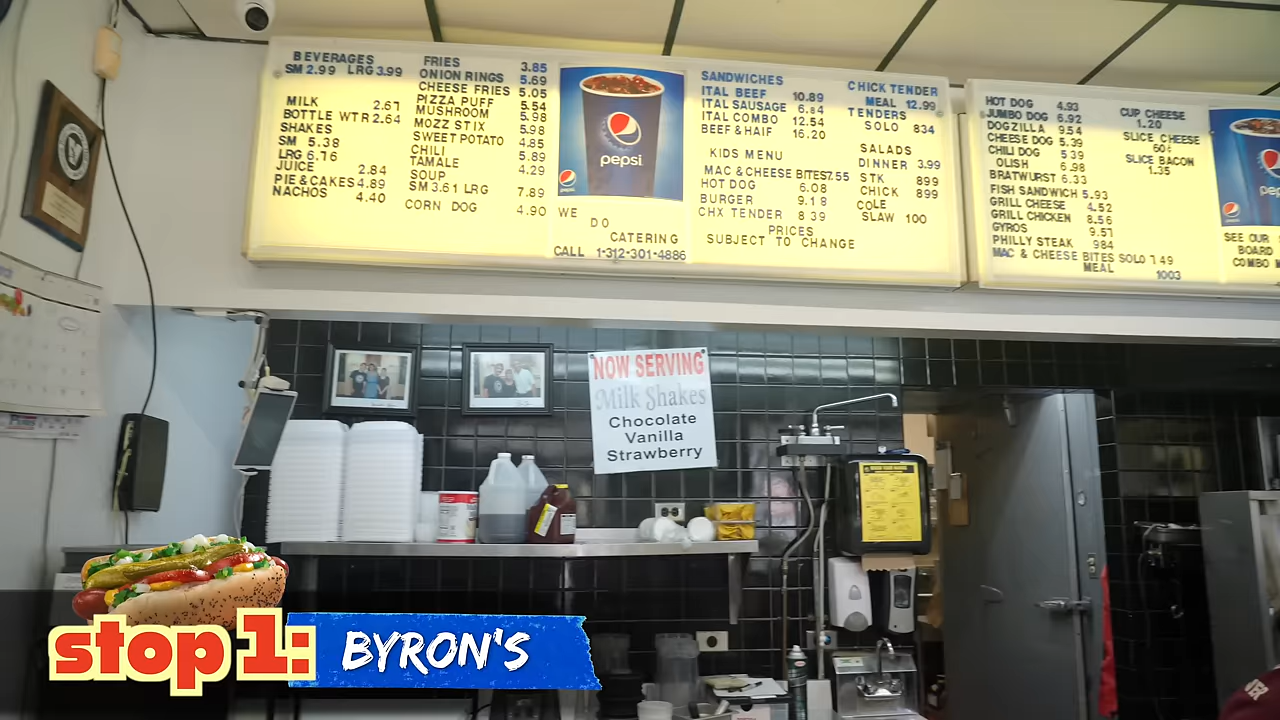 BEVERAGES
SM 2.99 LRG 3.99
MILK 2.67
BOTTLE WTR 2.64
SHAKES
SM 5.38
LRG 6.76
JUICE 2.84
PIE & CAKES 4.89
NACHOS 4.40
FRIES 3.85
ONION RINGS 5.69
CHEESE FRIES 5.05
PIZZA PUFF 5.54
MUSHROOM 5.98
MOZZ STIX 5.98
SWEET POTATO 4.85
CHILI 5.89
TAMALE 4.29
SOUP
SM 3.61 LRG 7.89
CORN DOG 4.90
pepsi
pepsi
WE
DO
CATERING
CALL 1-312-301-4886
SANDWICHES
ITAL BEEF 10.89
ITAL SAUSAGE 6.84
ITAL COMBO 12.54
BEEF & HAIF 16.20
KIDS MENU
MAC & CHEESE BITES 7.55
HOT DOG 6.08
BURGER 9.18
CHX TENDER 8 39
PRICES
SUBJECT TO CHANGE
CHICK TENDER
MEAL 12.99
TENDERS
SOLO 834
SALADS
DINNER 3.99
STK 899
CHICK 899
COLE
SLAW 100
HOT DOG 4.93
JUMBO DOG 6.92
DOGZILLA 9.54
CHEESE DOG 5.39
CHILI DOG 5 39
OLISH 6.98
BRATWURST 6.33
FISH SANDWICH 5.93
GRILL CHEESE 4.52
GRILL CHICKEN 8.56
GYROS 9.57
PHILLY STEAK 984
MAC & CHEESE BITES SOLO 7 49
MEAL 1003
CUP CHEESE
1.20
SLICE CHEESE
60¢
SLICE BACON
1.35
pep
SEE OUR
BOARD
COMBO M
NOW SERVING
Milk Shakes
Chocolate
Vanilla
Strawberry
stop 1:
BYRON'S